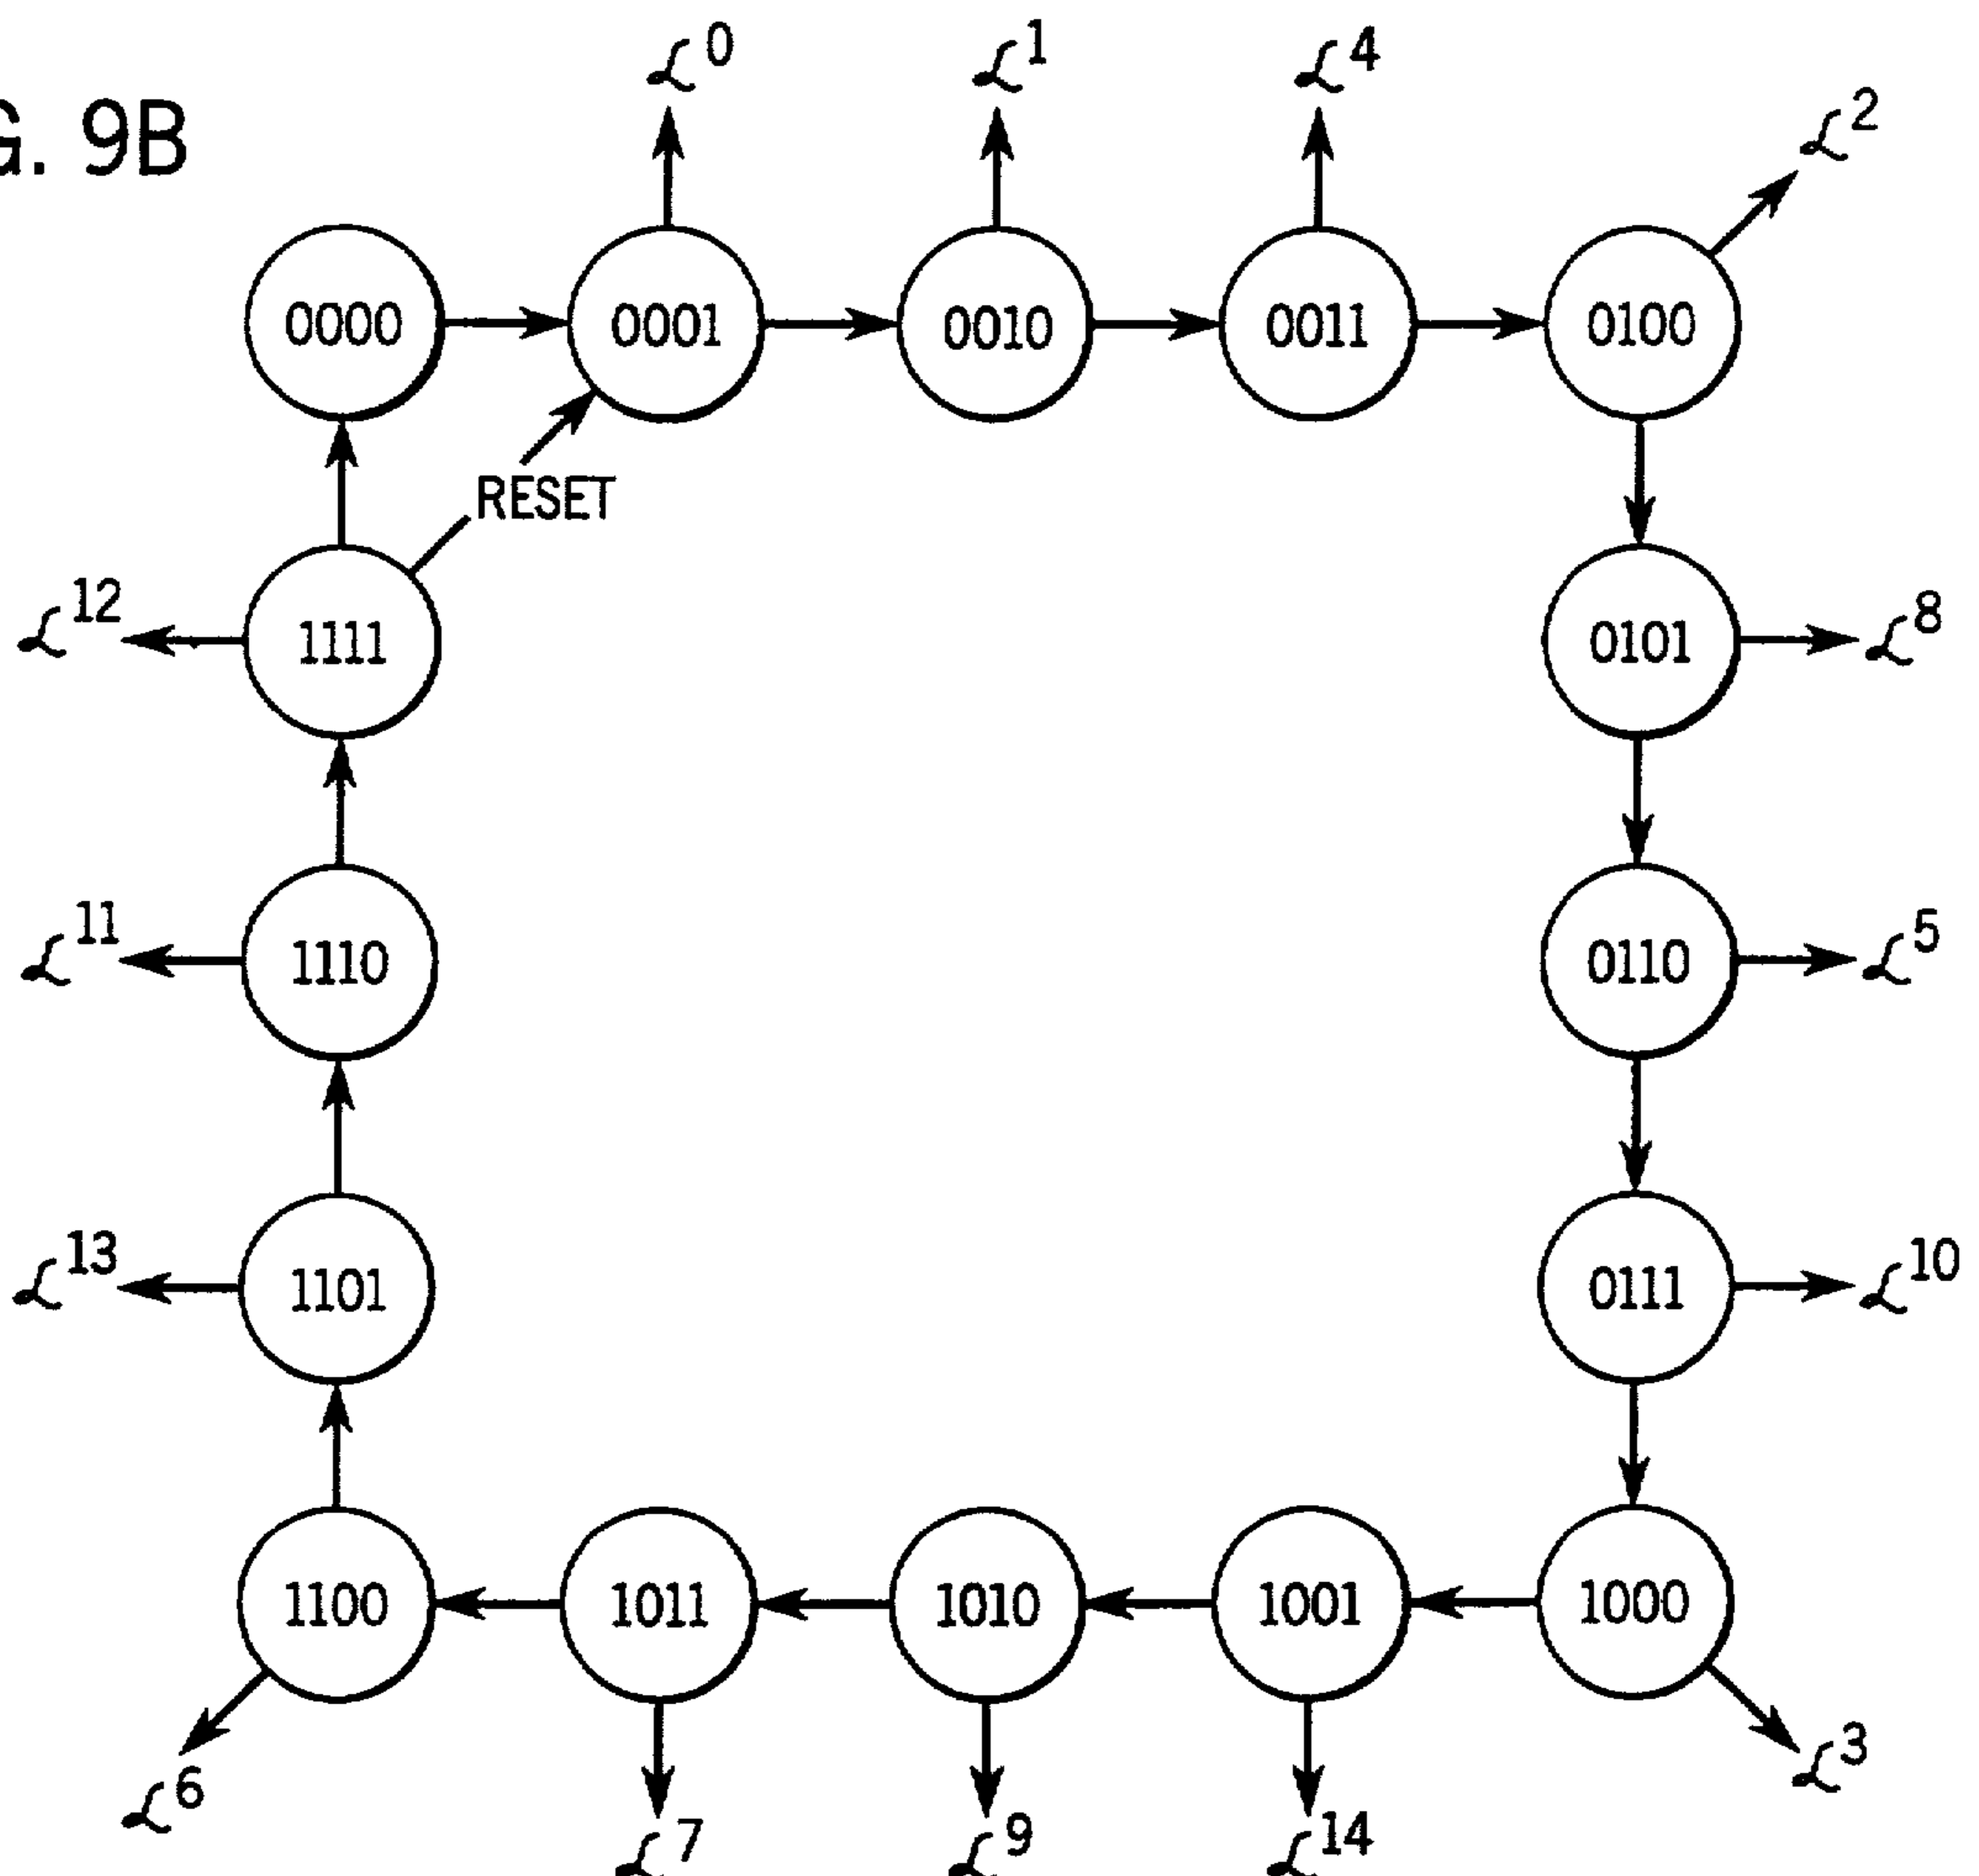 G. 9B
ℒ⁰ ℒ¹ ℒ⁴ ℒ²
0000 0001 0010 0011 0100
RESET
ℒ¹² 1111 0101 ℒ⁸
ℒ¹¹ 1110 0110 ℒ⁵
ℒ¹³ 1101 0111 ℒ¹⁰
1100 1011 1010 1001 1000
ℒ⁶ ℒ⁷ ℒ⁹ ℒ¹⁴ ℒ³